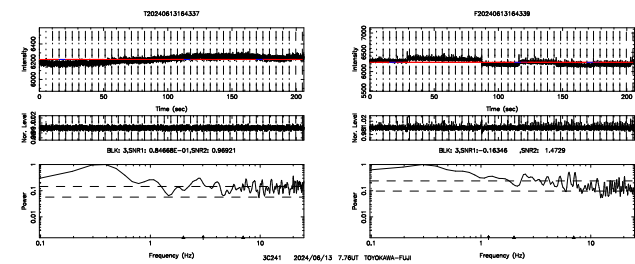 T20240613164337
F20240613164339
Intensity
6000 6200 6400
0
50
100
150
200
Time (sec)
Intensity
5500 6000 6500 7000
0
50
100
150
200
Time (sec)
Nor. Level
Nor. Level
BLK: 3,SNR1: 0.84668E-01,SNR2: 0.96921
BLK: 3,SNR1:-0.16346 ,SNR2: 1.4729
Power
1
0.1
0.01
0.1
1
10
Frequency (Hz)
Power
1
0.1
0.01
0.1
1
10
Frequency (Hz)
3C241 2024/06/13 7.76UT TOYOKAWA-FUJI